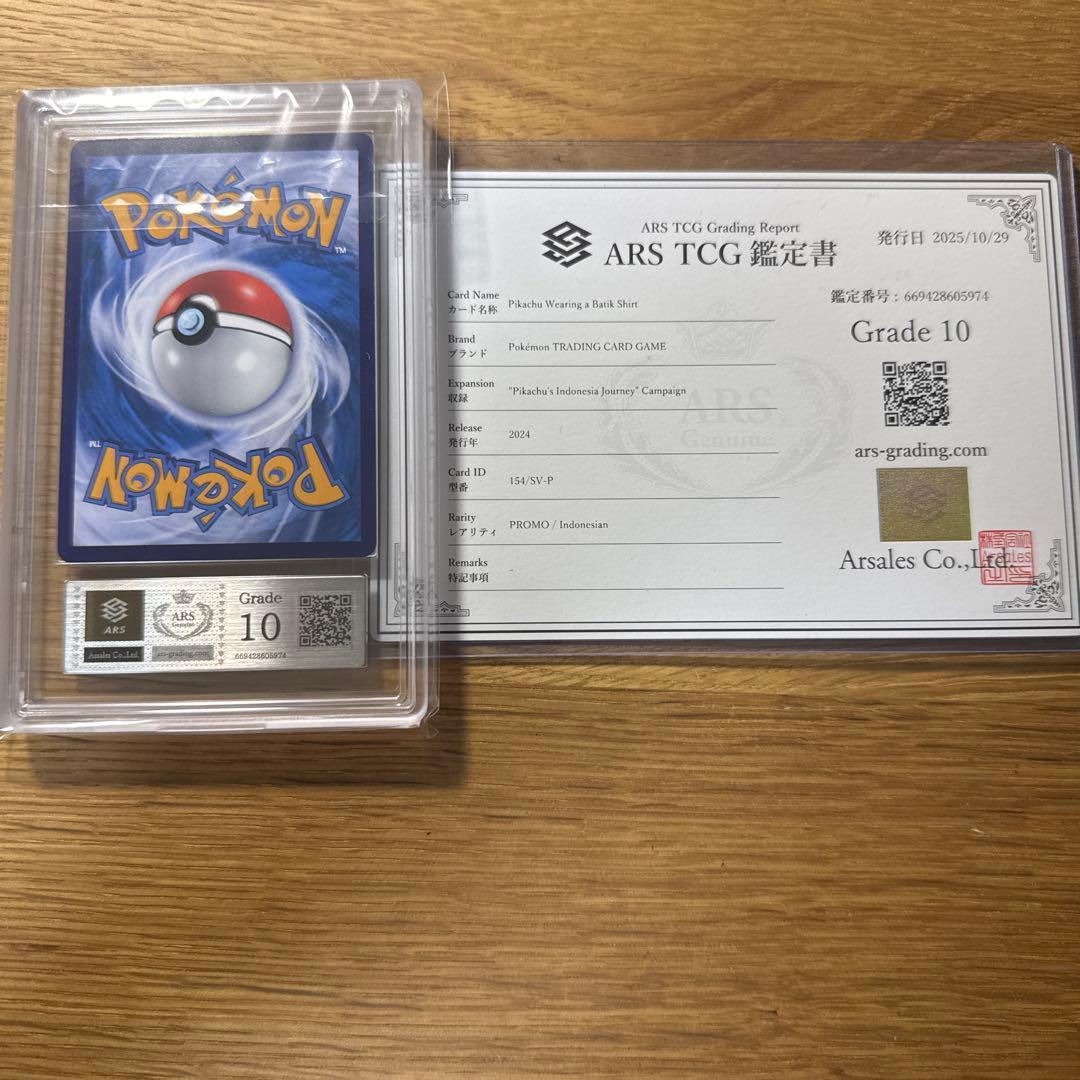 POKÉMON
TM
POKÉMON
TM
ARS
Arsales Co.,Ltd.
ARS
Genuine
ars-grading.com
Grade
10
669428605974
ARS TCG Grading Report
ARS TCG 鑑定書
発行日 2025/10/29
鑑定番号 : 669428605974
Grade 10
ars-grading.com
Arsales Co.,Ltd.
Card Name
カード名称
Pikachu Wearing a Batik Shirt
Brand
ブランド
Pokémon TRADING CARD GAME
Expansion
収録
"Pikachu's Indonesia Journey" Campaign
Release
発行年
2024
Card ID
型番
154/SV-P
Rarity
レアリティ
PROMO / Indonesian
Remarks
特記事項
ARS
Genuine